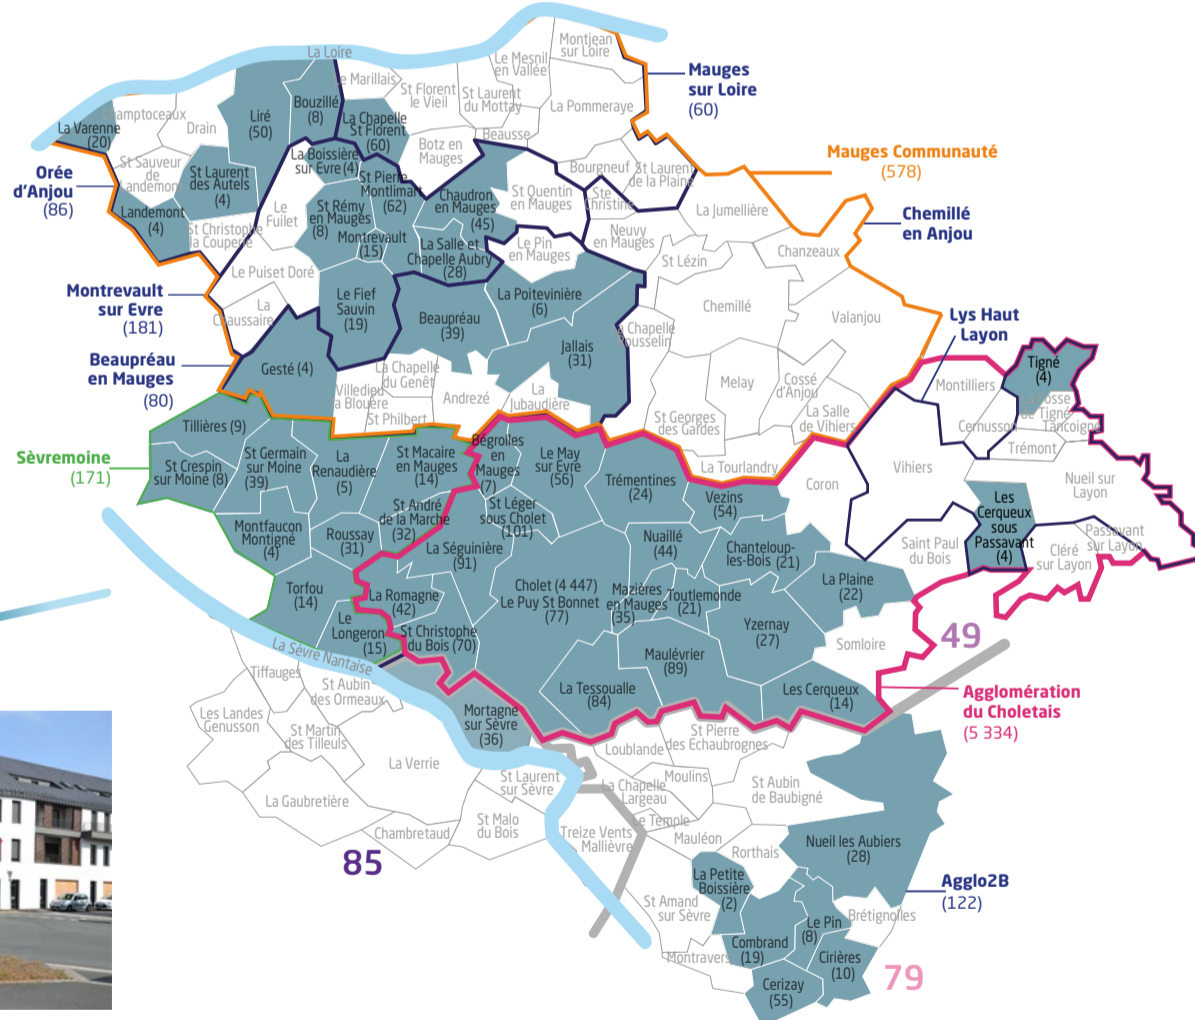 La Loire
Montjean
sur Loire
Le Mesnil
en Vallée
Le Marillais
St Florent
le Vieil
St Laurent
du Mottay
La Pommeraye
Mauges
sur Loire
(60)
Champtoceaux
La Varenne
(20)
Drain
Liré
(50)
Bouzillé
(8)
La Chapelle
St Florent
(60)
Botz en
Mauges
Beausse
Bourgneuf
St Laurent
de la Plaine
Mauges Communauté
(578)
Orée
d'Anjou
(86)
St Sauveur
de
Landemont
St Laurent
des Autels
(4)
Landemont
(4)
St Christophe
la Couperie
La Boissière
sur Evre (4)
St Pierre
Montlimart
(62)
Le
Fuilet
St Rémy
en Mauges
(8)
Montrevault
(15)
Chaudron
en Mauges
(45)
St Quentin
en Mauges
Ste
Christine
La Jumellière
Chemillé
en Anjou
Neuvy
en Mauges
Chanzeaux
St Lézin
La Salle et
Chapelle Aubry
(28)
Le Pin
en Mauges
Le Puiset Doré
Montrevault
sur Evre
(181)
La
Chaussaire
Le Fief
Sauvin
(19)
Beaupréau
(39)
La Poitevinière
(6)
Jallais
(31)
La Chapelle
Rousselin
Chemillé
Valanjou
Lys Haut
Layon
Beaupréau
en Mauges
(80)
Gesté (4)
Villedieu
la Blouère
La Chapelle
du Genêt
St Philbert
Andrezé
La
Jubaudière
Melay
Cossé
d'Anjou
La Salle
de Vihiers
St Georges
des Gardes
La Tourlandry
Montilliers
Tigné
(4)
La Fosse
de Tigné
Tancoigné
Cernusson
Trémont
Nueil sur
Layon
Vihiers
Coron
Sèvremoine
(171)
Tillières (9)
St Crespin
sur Moine (8)
St Germain
sur Moine
(39)
La
Renaudière
(5)
St Macaire
en Mauges
(14)
Bégrolles
en
Mauges
(7)
Le May
sur Evre
(56)
Trémentines
(24)
Vezins
(54)
Les
Cerqueux
sous
Passavant
(4)
Montfaucon
Montigné
(4)
Roussay
(31)
St André
de la Marche
(32)
St Léger
sous Cholet
(101)
La Séguinière
(91)
Nuaillé
(44)
Chanteloup-
les-Bois (21)
Saint Paul
du Bois
Cléré
sur Layon
Passavant
sur Layon
Torfou
(14)
La Romagne
(42)
Cholet (4 447)
Le Puy St Bonnet
(77)
Mazières
en Mauges
(35)
Toutlemonde
(21)
La Plaine
(22)
Yzernay
(27)
Somloire
49
Le
Longeron
(15)
St Christophe
du Bois (70)
Maulévrier
(89)
La Tessoualle
(84)
Les Cerqueux
(14)
Agglomération
du Choletais
(5 334)
La Sèvre Nantaise
Tiffauges
St Aubin
des Ormeaux
Les Landes
Genusson
St Martin
des Tilleuls
Mortagne
sur Sèvre
(36)
La Verrie
La Gaubretière
Chambretaud
St Malo
du Bois
St Laurent
sur Sèvre
85
Loublande
St Pierre
des Echaubrognes
La Chapelle
Largeau
Moulins
St Aubin
de Baubigné
Treize Vents
Mallièvre
Le Temple
Mauléon
Rorthais
Nueil les Aubiers
(28)
La Petite
Boissière
(2)
Agglo2B
(122)
St Amand
sur Sèvre
Le Pin
(8)
Brétignolles
Combrand
(19)
Montravers
Cirières
(10)
Cerizay
(55)
79